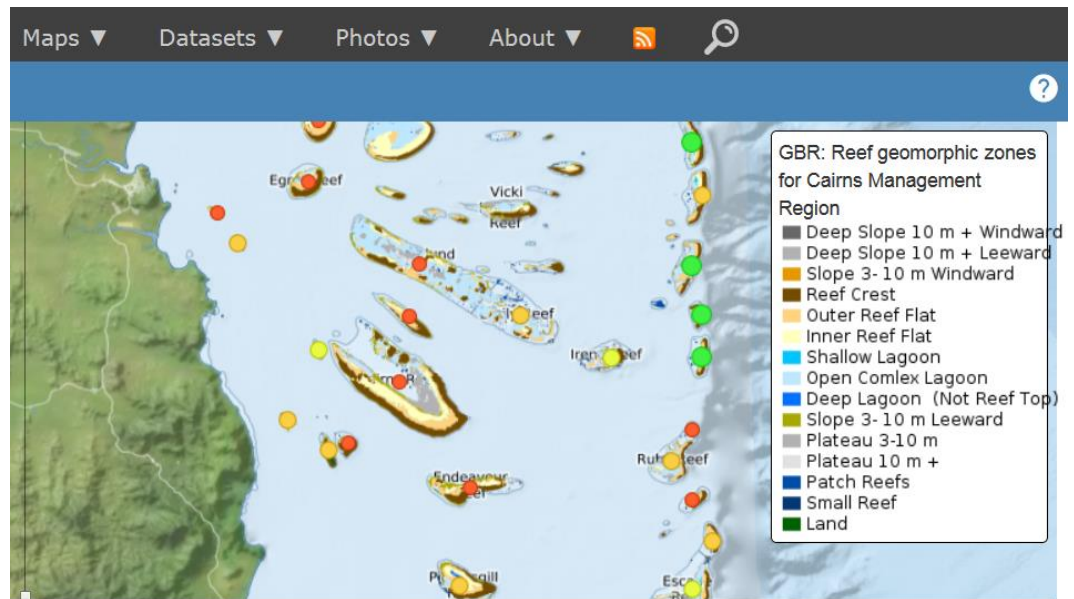 Maps ▼ Datasets ▼ Photos ▼ About ▼
?
GBR: Reef geomorphic zones
for Cairns Management
Region
Deep Slope 10 m + Windward
Deep Slope 10 m + Leeward
Slope 3- 10 m Windward
Reef Crest
Outer Reef Flat
Inner Reef Flat
Shallow Lagoon
Open Comlex Lagoon
Deep Lagoon (Not Reef Top)
Slope 3- 10 m Leeward
Plateau 3-10 m
Plateau 10 m +
Patch Reefs
Small Reef
Land
Vicki
Reef
Endeavour